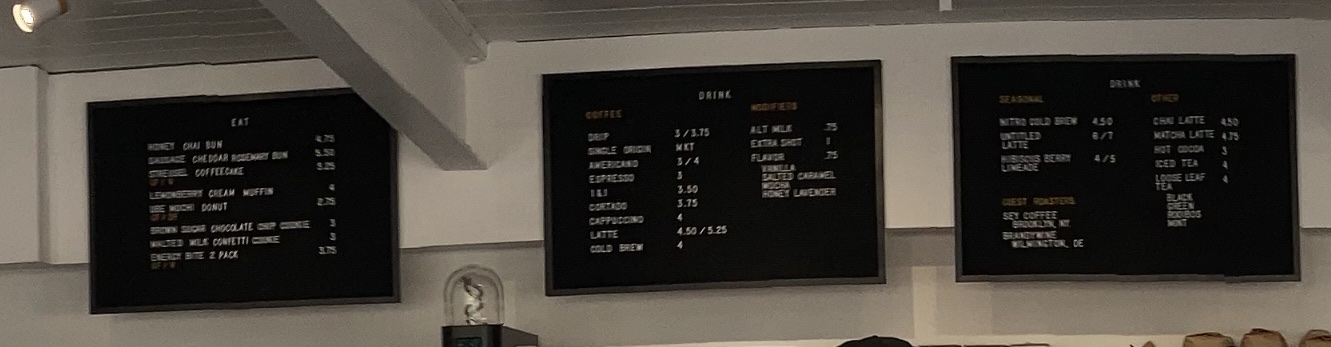 EAT
HONEY CHAI BUN 4.75
SAUSAGE CHEDDAR ROSEMARY BUN 5.50
STREUSEL COFFEECAKE 3.25
GF / V
LEMONBERRY CREAM MUFFIN 4
UBE MOCHI DONUT 2.75
BROWN SUGAR CHOCOLATE CHIP COOKIE 3
MALTED MILK CONFETTI COOKIE 3
ENERGY BITE 2 PACK 3.75
GF / V
DRINK
COFFEE
DRIP 3 / 3.75
SINGLE ORIGIN MKT
AMERICANO 3 / 4
ESPRESSO 3
1&1 3.50
CORTADO 3.75
CAPPUCCINO 4
LATTE 4.50 / 5.25
COLD BREW 4
MODIFIERS
ALT MILK .75
EXTRA SHOT 1
FLAVOR .75
VANILLA
SALTED CARAMEL
MOCHA
HONEY LAVENDER
DRINK
SEASONAL
NITRO COLD BREW 4.50
UNTITLED 6 / 7
LATTE
HIBISCUS BERRY 4 / 5
LIMEADE
GUEST ROASTERS
SEY COFFEE
BROOKLYN, NY
BRANDYWINE
WILMINGTON, DE
OTHER
CHAI LATTE 4.50
MATCHA LATTE 4.75
HOT COCOA 3
ICED TEA 4
LOOSE LEAF 4
TEA
BLACK
GREEN
ROOIBOS
MINT